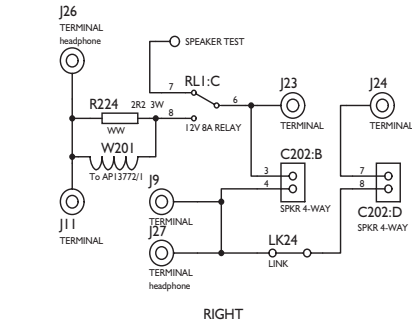 J26
TERMINAL
headphone
SPEAKER TEST
RL1:C
J23
J24
7
6
R224
2R2 3W
8
WW
12V 8A RELAY
TERMINAL
TERMINAL
W201
To AP13772/1
C202:B
J9
3
4
7
8
J11
TERMINAL
TERMINAL
SPKR 4-WAY
C202:D
SPKR 4-WAY
J27
LK24
LINK
TERMINAL
headphone
RIGHT